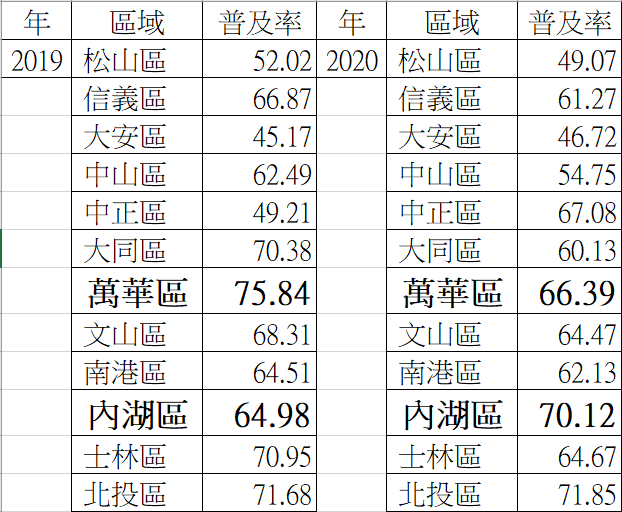 年 區域 普及率 年 區域 普及率
2019 松山區 52.02 2020 松山區 49.07
信義區 66.87 信義區 61.27
大安區 45.17 大安區 46.72
中山區 62.49 中山區 54.75
中正區 49.21 中正區 67.08
大同區 70.38 大同區 60.13
萬華區 75.84 萬華區 66.39
文山區 68.31 文山區 64.47
南港區 64.51 南港區 62.13
內湖區 64.98 內湖區 70.12
士林區 70.95 士林區 64.67
北投區 71.68 北投區 71.85